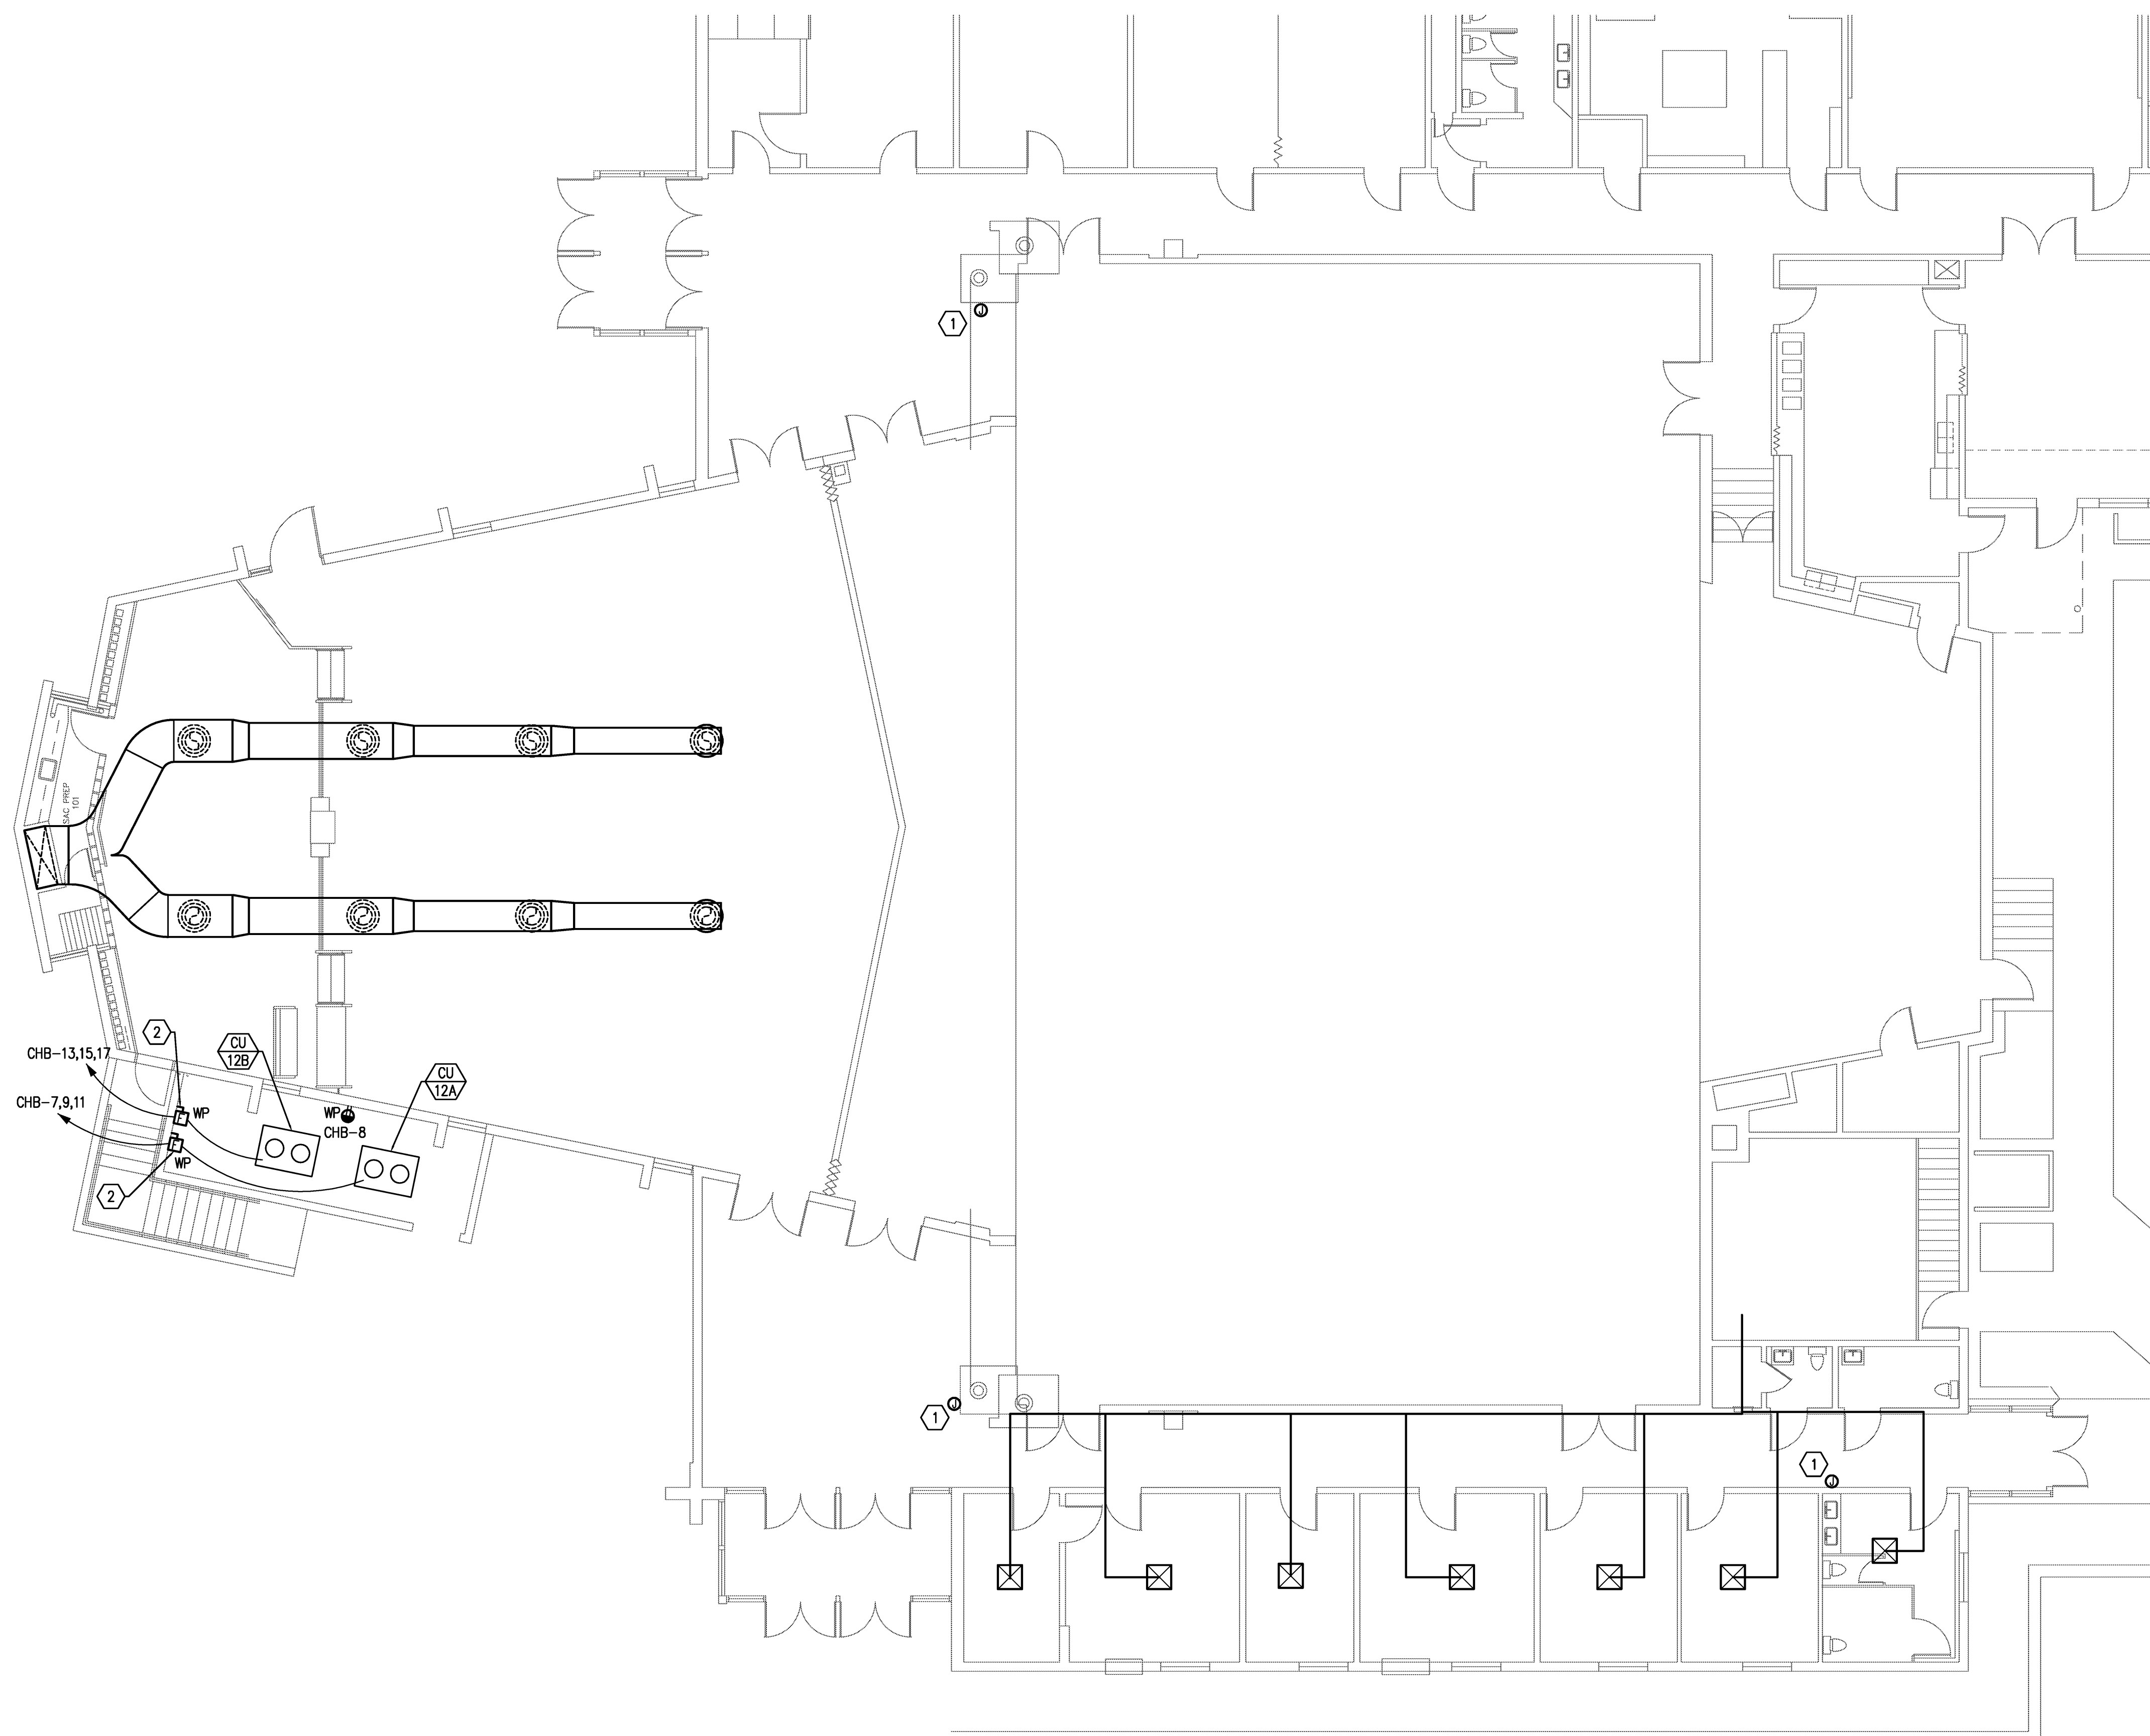 1
J
SAC PREP
101
2
CU
12B
CHB-13,15,17
CU
12A
CHB-7,9,11
WP
WP
CHB-8
WP
2
J
1
1
J